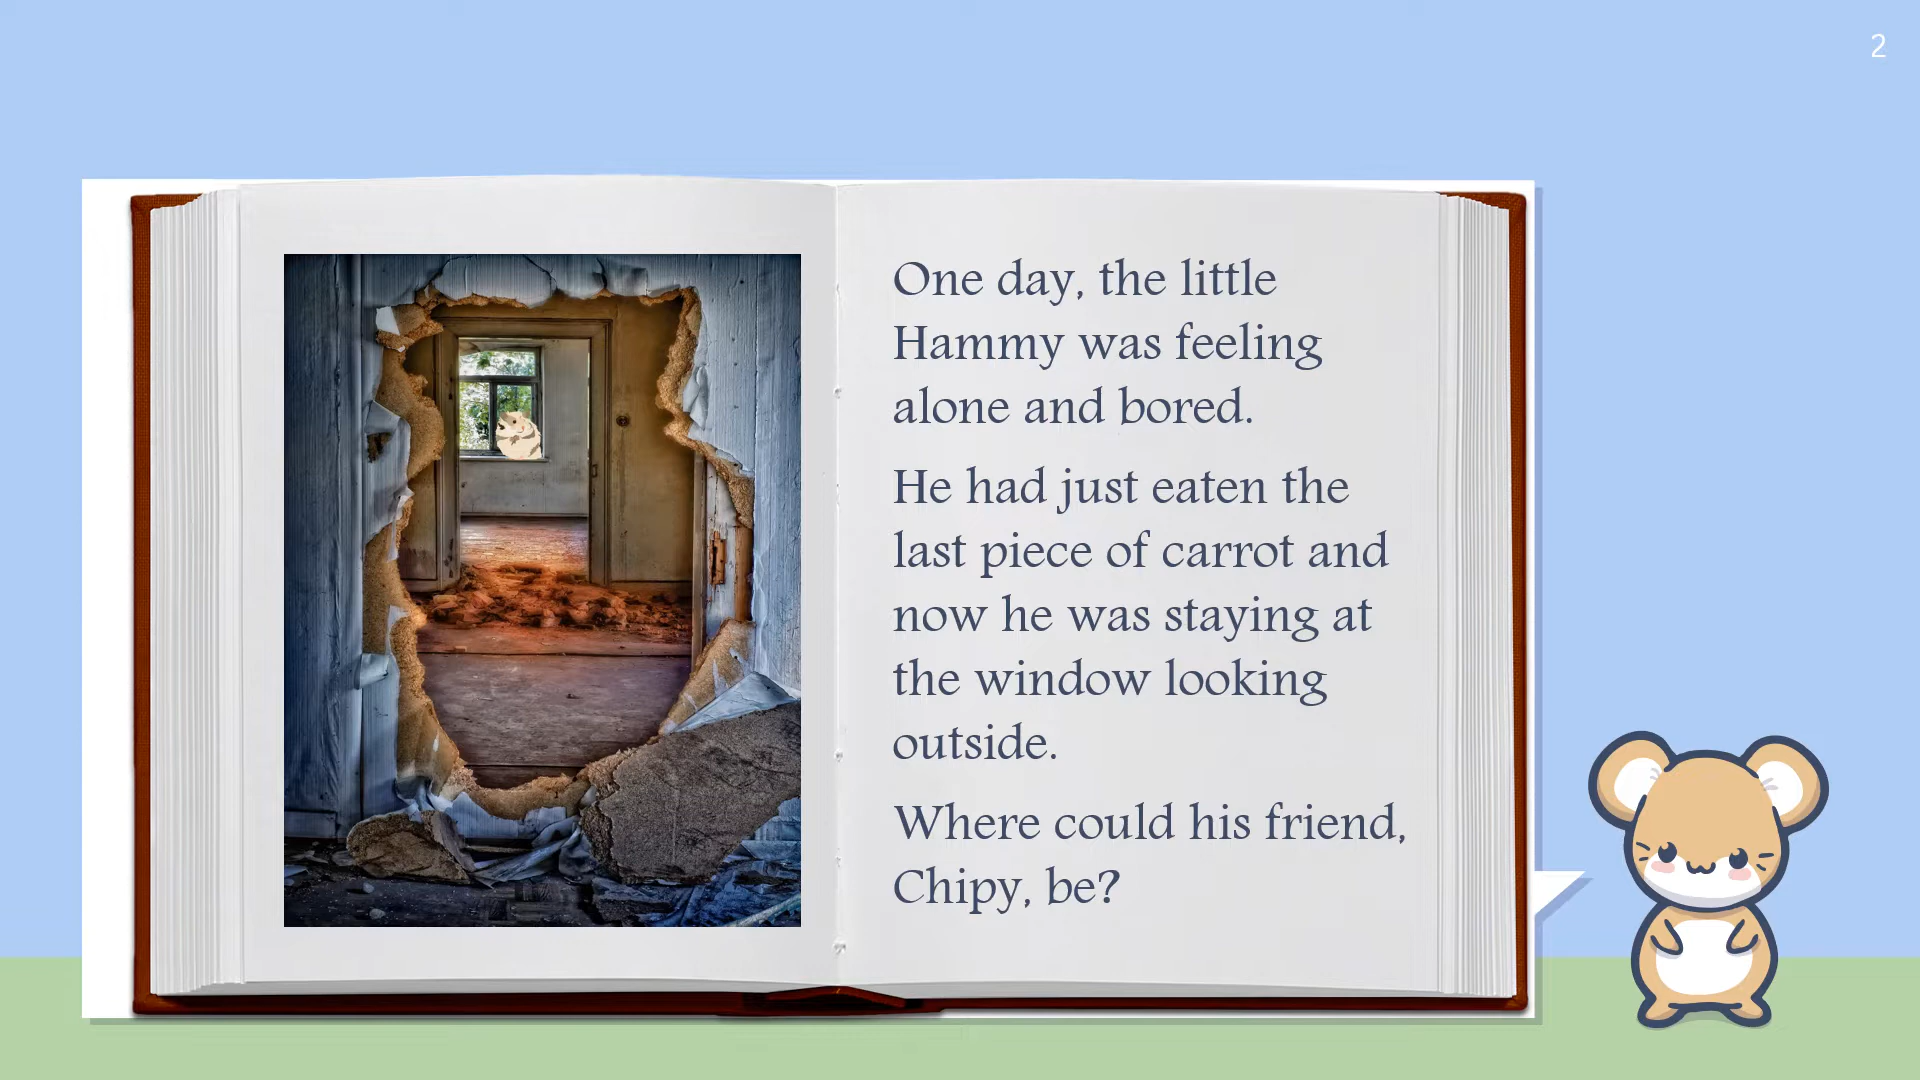 2
One day, the little
Hammy was feeling
alone and bored.
He had just eaten the
last piece of carrot and
now he was staying at
the window looking
outside.
Where could his friend,
Chipy, be?